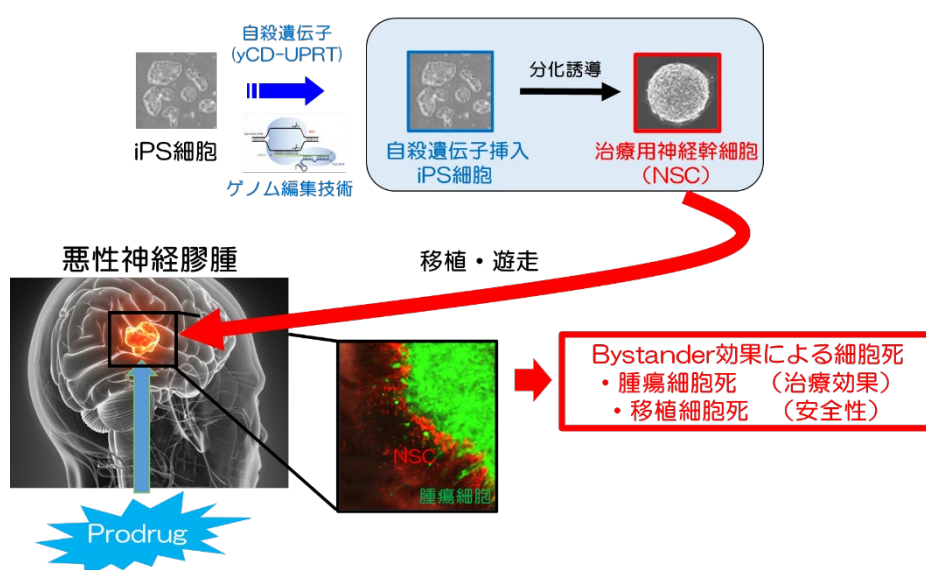 自殺遺伝子
(yCD-UPRT)
iPS細胞
ゲノム編集技術
分化誘導
自殺遺伝子挿入
iPS細胞
治療用神経幹細胞
(NSC)
悪性神経膠腫
移植・遊走
NSC
腫瘍細胞
Bystander効果による細胞死
・腫瘍細胞死 (治療効果)
・移植細胞死 (安全性)
Prodrug